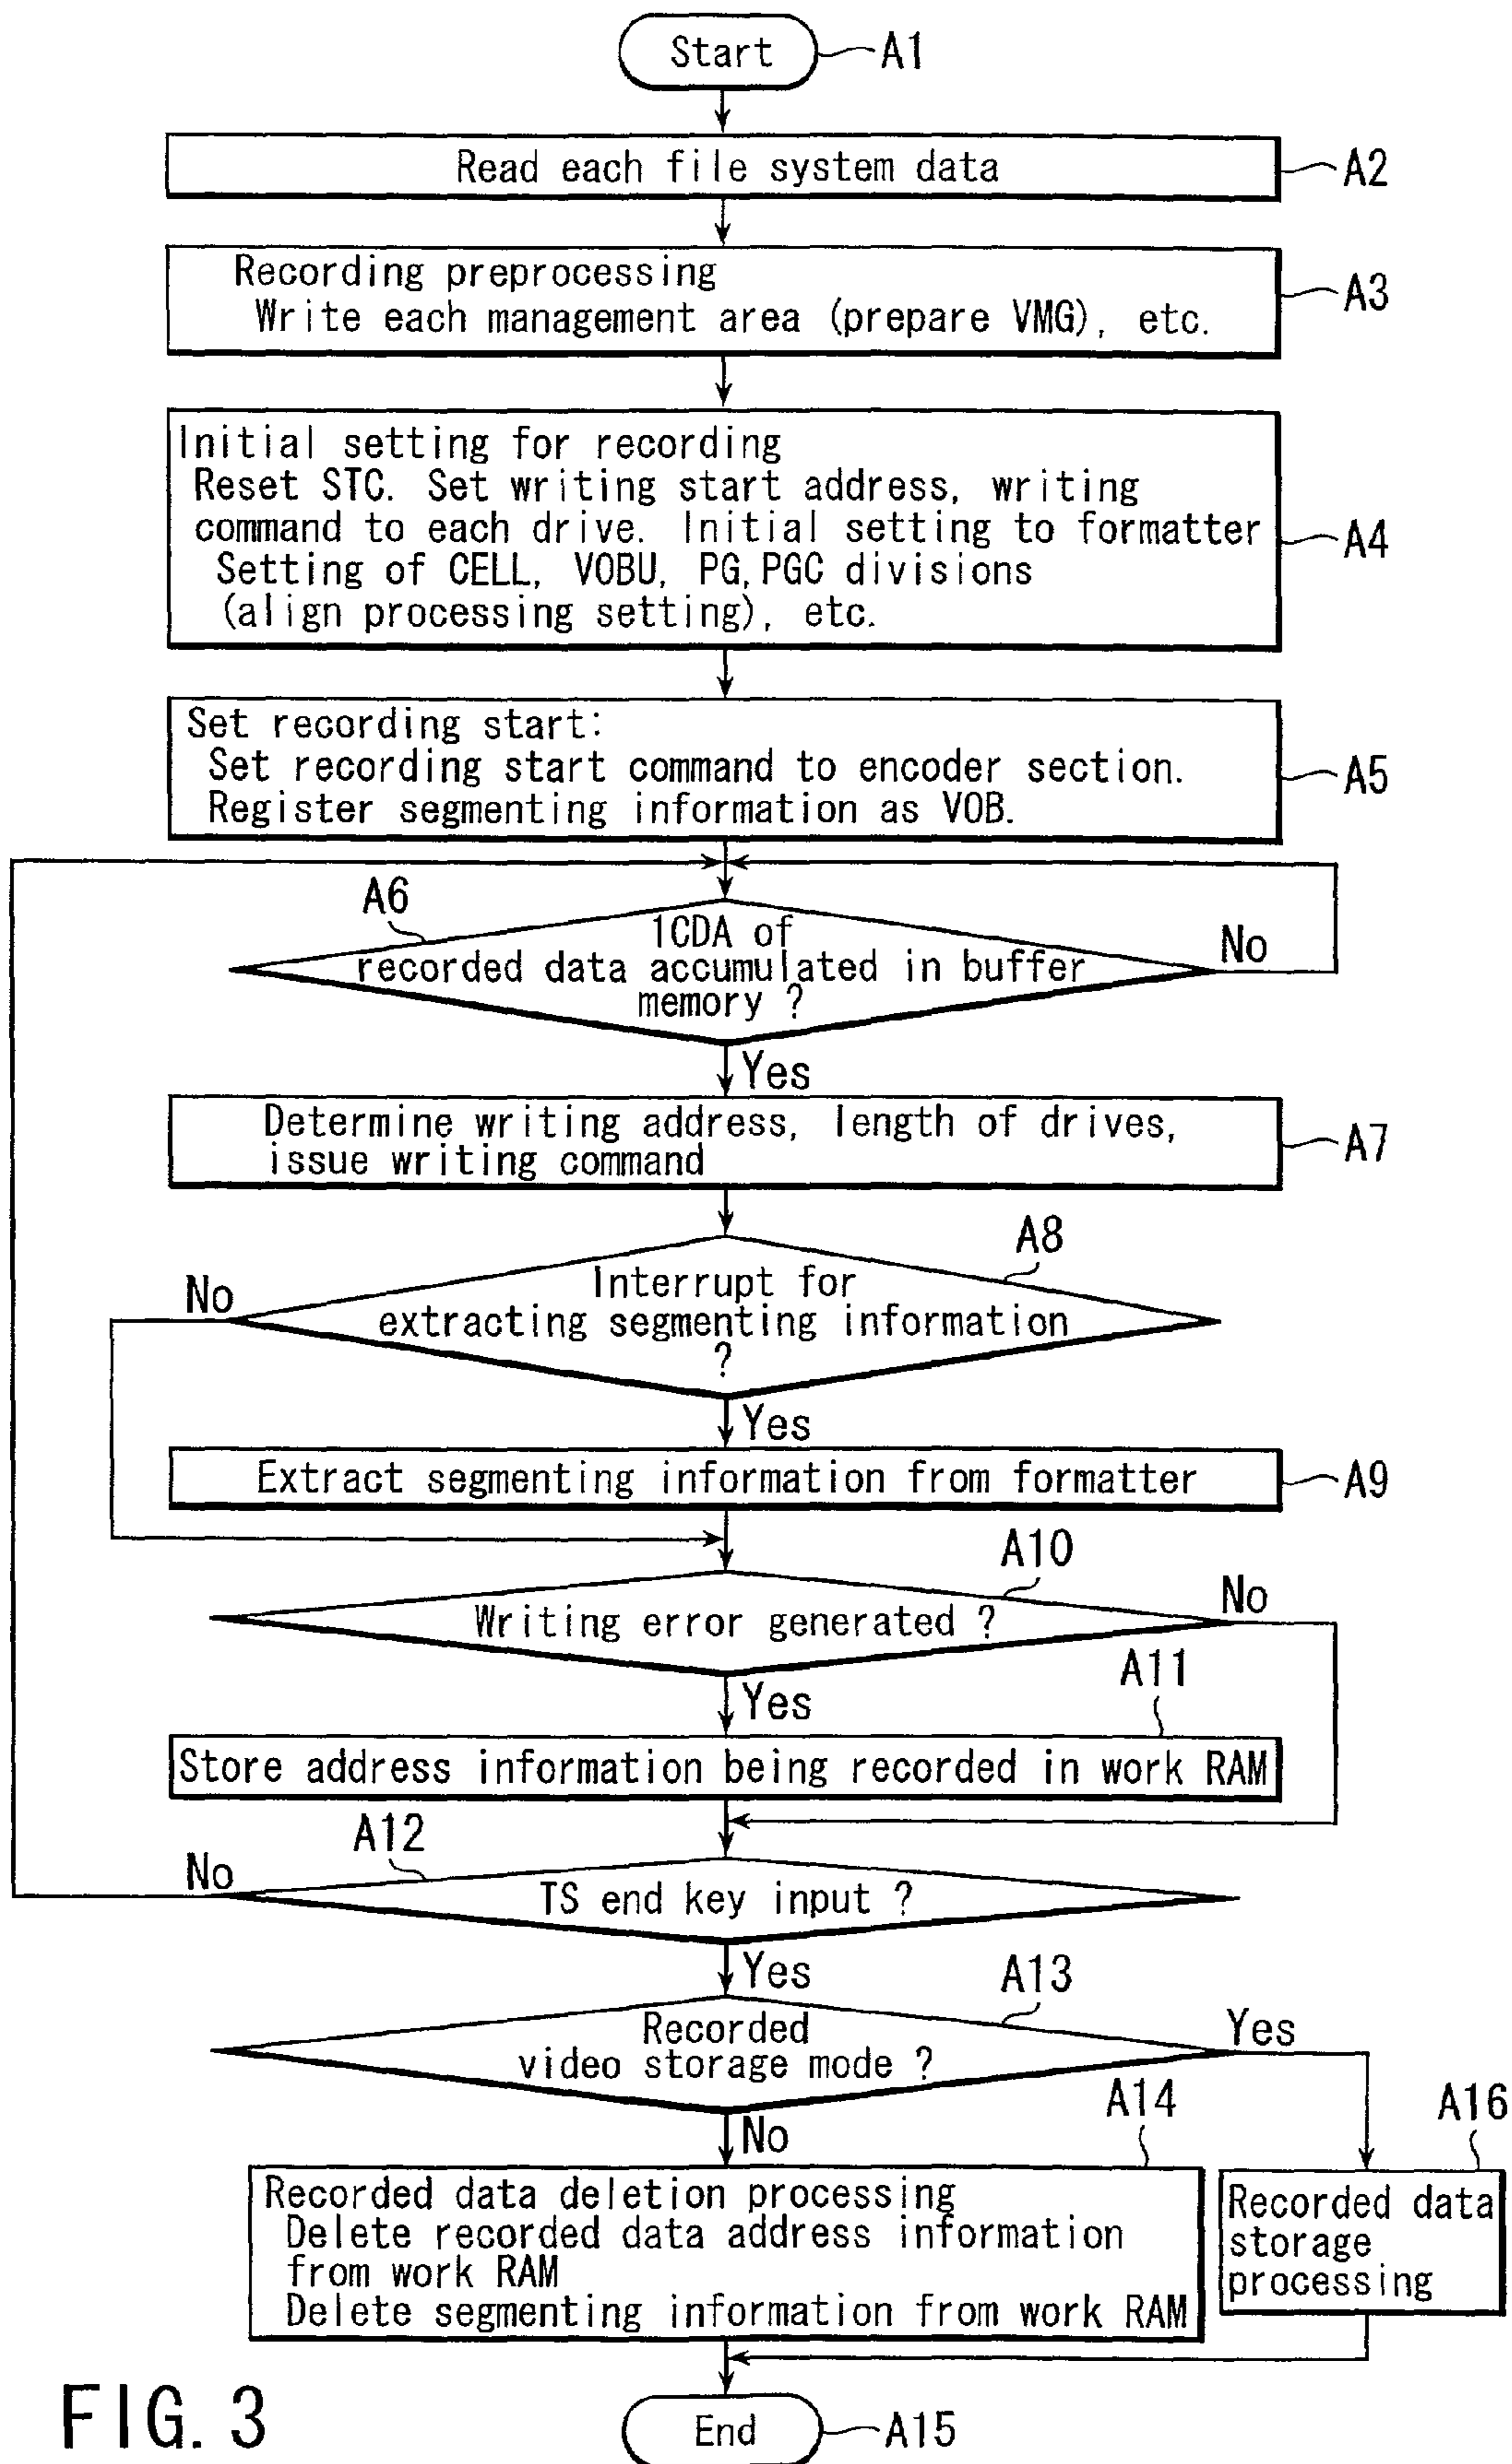 Start
A1
Read each file system data
A2
Recording preprocessing
Write each management area (prepare VMG), etc.
A3
Initial setting for recording
Reset STC. Set writing start address, writing
command to each drive. Initial setting to formatter
Setting of CELL, VOBU, PG, PGC divisions
(align processing setting), etc.
A4
Set recording start:
Set recording start command to encoder section.
Register segmenting information as VOB.
A5
A6
1CDA of
recorded data accumulated in buffer
memory ?
No
Yes
Determine writing address, length of drives,
issue writing command
A7
A8
Interrupt for
extracting segmenting information
?
No
Yes
Extract segmenting information from formatter
A9
A10
Writing error generated ?
No
Yes
A11
Store address information being recorded in work RAM
A12
No
TS end key input ?
Yes
A13
Recorded
video storage mode ?
Yes
No
A14
A16
Recorded data deletion processing
Delete recorded data address information
from work RAM
Delete segmenting information from work RAM
Recorded data
storage
processing
End
A15
FIG. 3